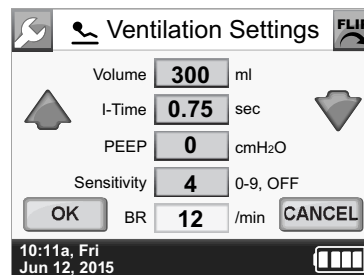 Ventilation Settings FLIP
Volume 300 ml
I-Time 0.75 sec
PEEP 0 cmH2O
Sensitivity 4 0-9, OFF
OK BR 12 /min CANCEL
10:11a, Fri
Jun 12, 2015